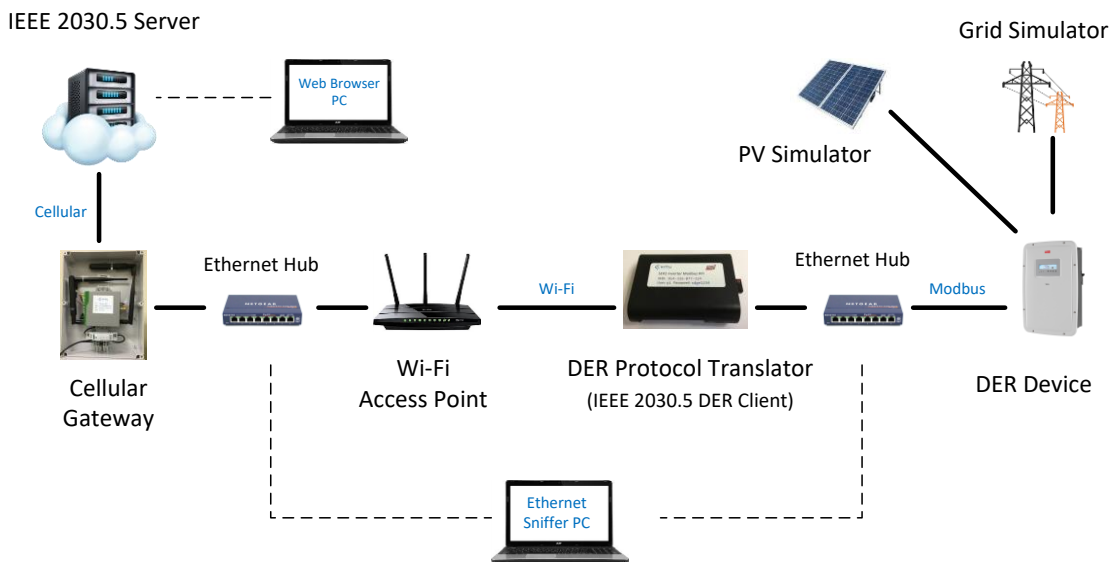 IEEE 2030.5 Server
Grid Simulator
Web Browser
PC
PV Simulator
Cellular
Ethernet Hub
Ethernet Hub
Wi-Fi
Modbus
NETGEAR
NETGEAR
Cellular
Gateway
Wi-Fi
Access Point
DER Protocol Translator
(IEEE 2030.5 DER Client)
DER Device
Ethernet
Sniffer PC